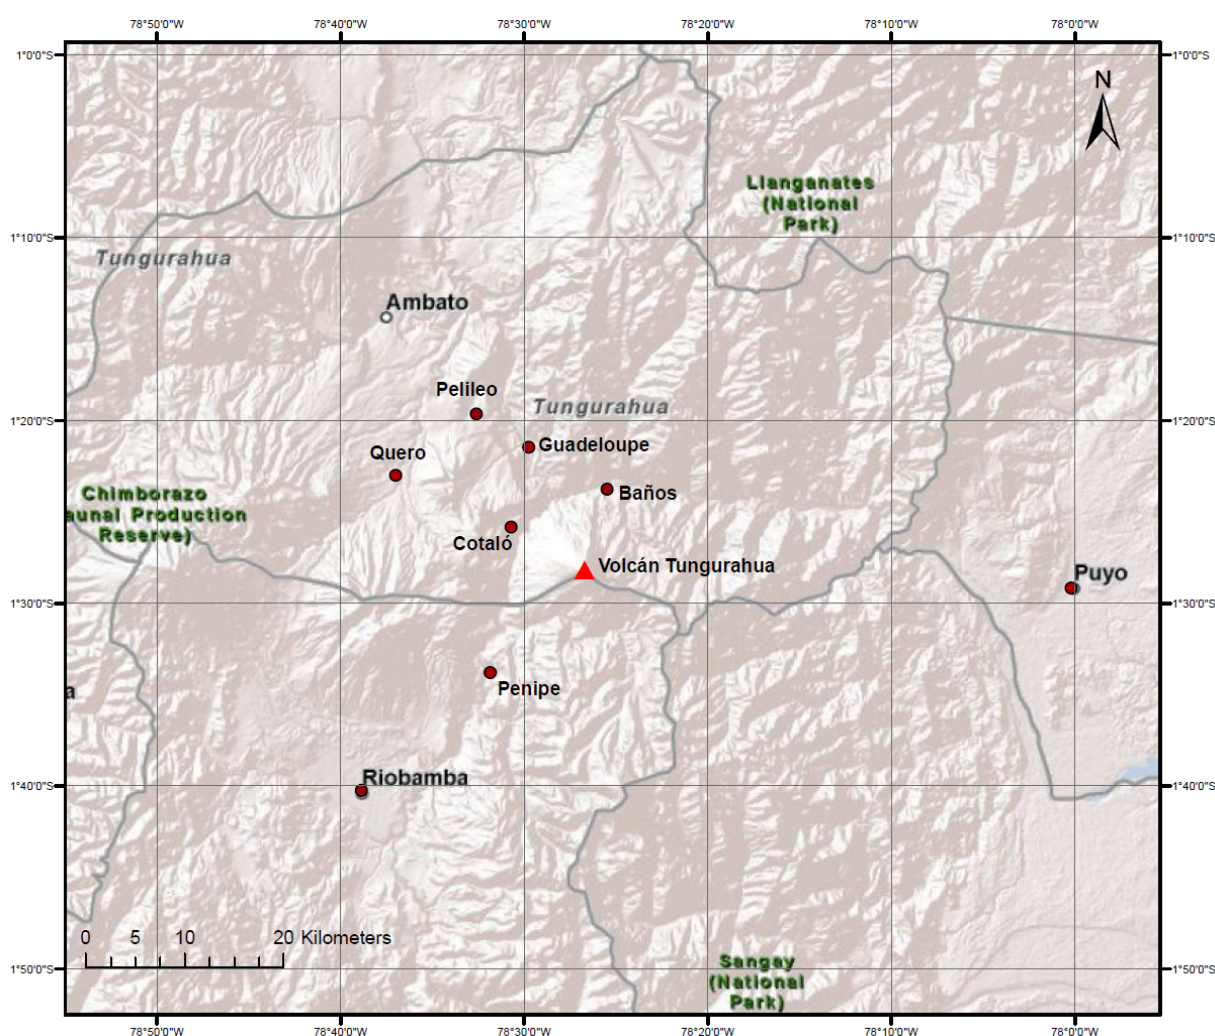 78°50'0"W 78°40'0"W 78°30'0"W 78°20'0"W 78°10'0"W 78°0'0"W
1°0'0"S 1°0'0"S
N
Llanganates
(National
Park)
1°10'0"S 1°10'0"S
Tungurahua
Ambato
Pelileo
Tungurahua
1°20'0"S 1°20'0"S
Guadeloupe
Quero
Baños
Chimborazo
aunal Production
Reserve)
Cotaló
Volcán Tungurahua
Puyo
1°30'0"S 1°30'0"S
Penipe
a
Riobamba
1°40'0"S 1°40'0"S
0 5 10 20 Kilometers
Sangay
(National
Park)
1°50'0"S 1°50'0"S
78°50'0"W 78°40'0"W 78°30'0"W 78°20'0"W 78°10'0"W 78°0'0"W